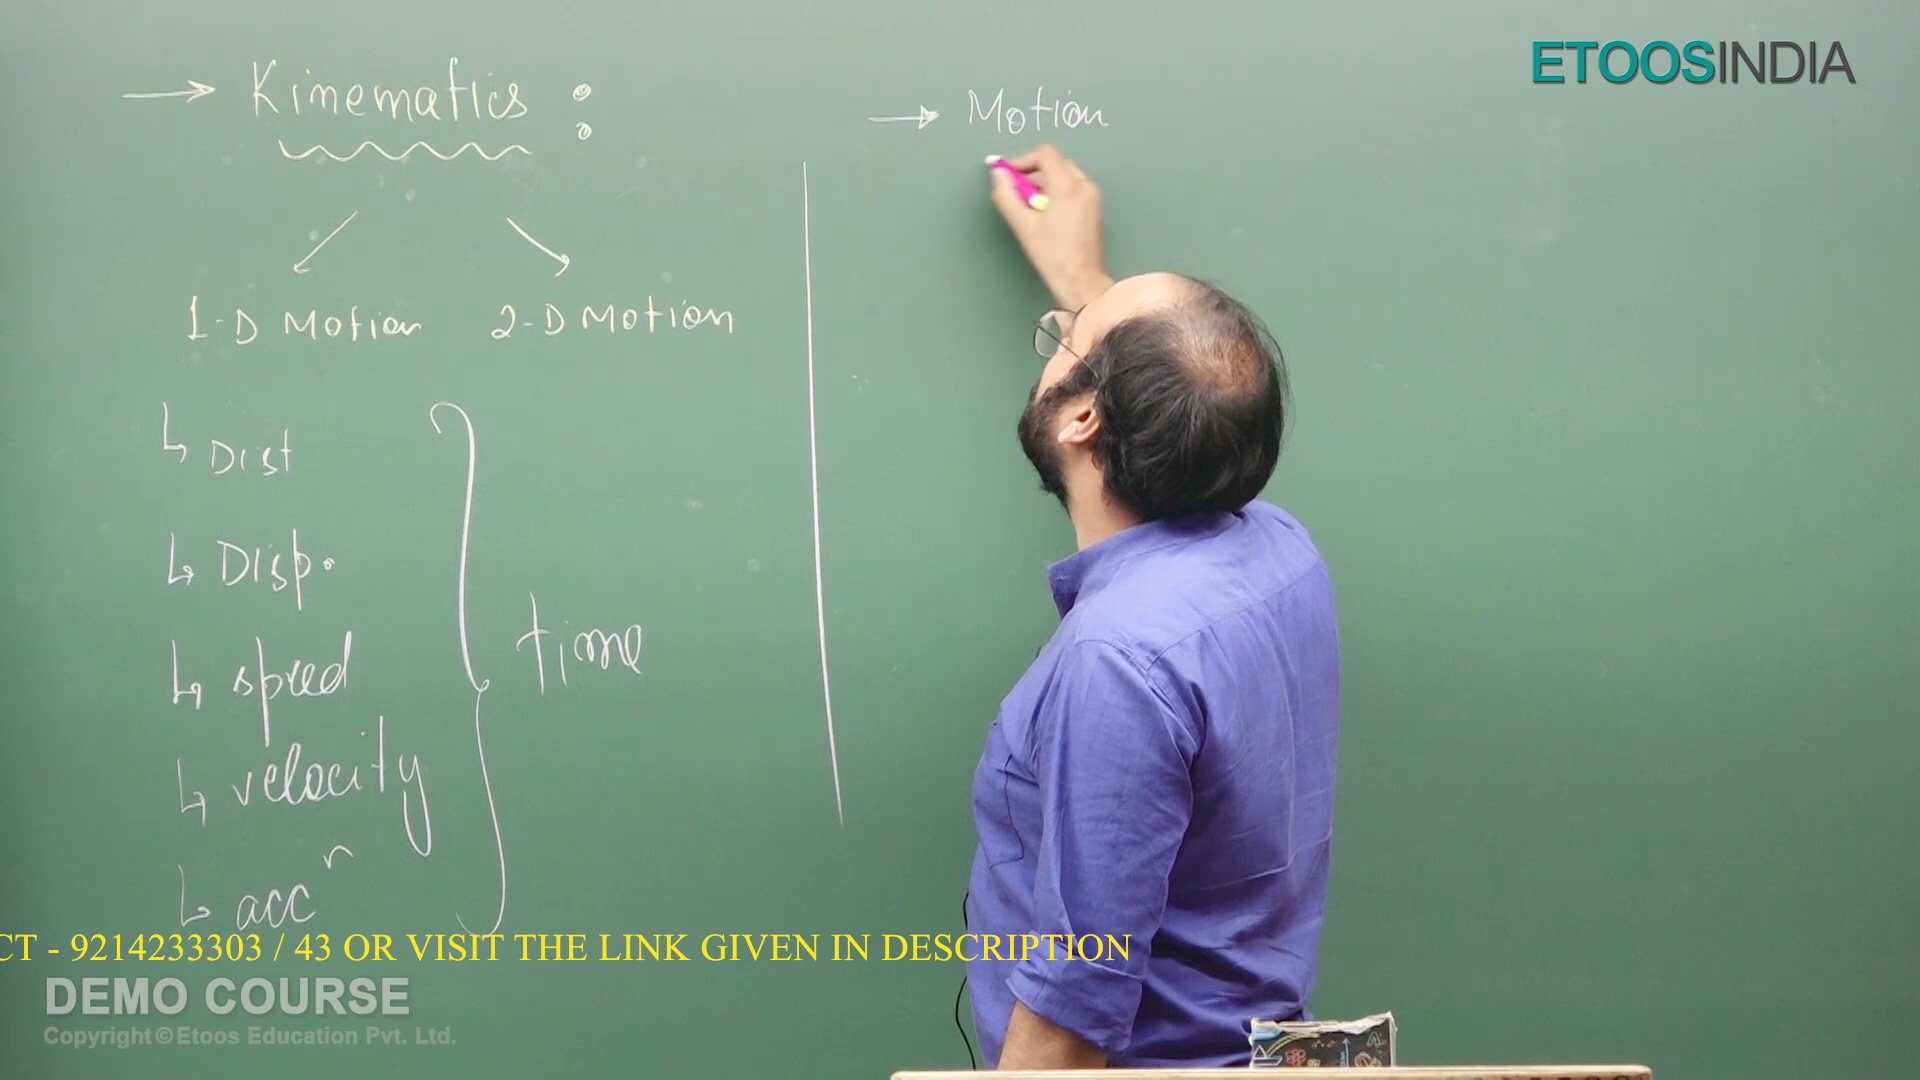 → Kinematics :
1-D Motion 2-D Motion
↳ Dist
↳ Disp.
↳ speed
↳ velocity
↳ accⁿ
time
→ Motion
ETOOSINDIA
CT - 9214233303 / 43 OR VISIT THE LINK GIVEN IN DESCRIPTION
DEMO COURSE
Copyright © Etoos Education Pvt. Ltd.